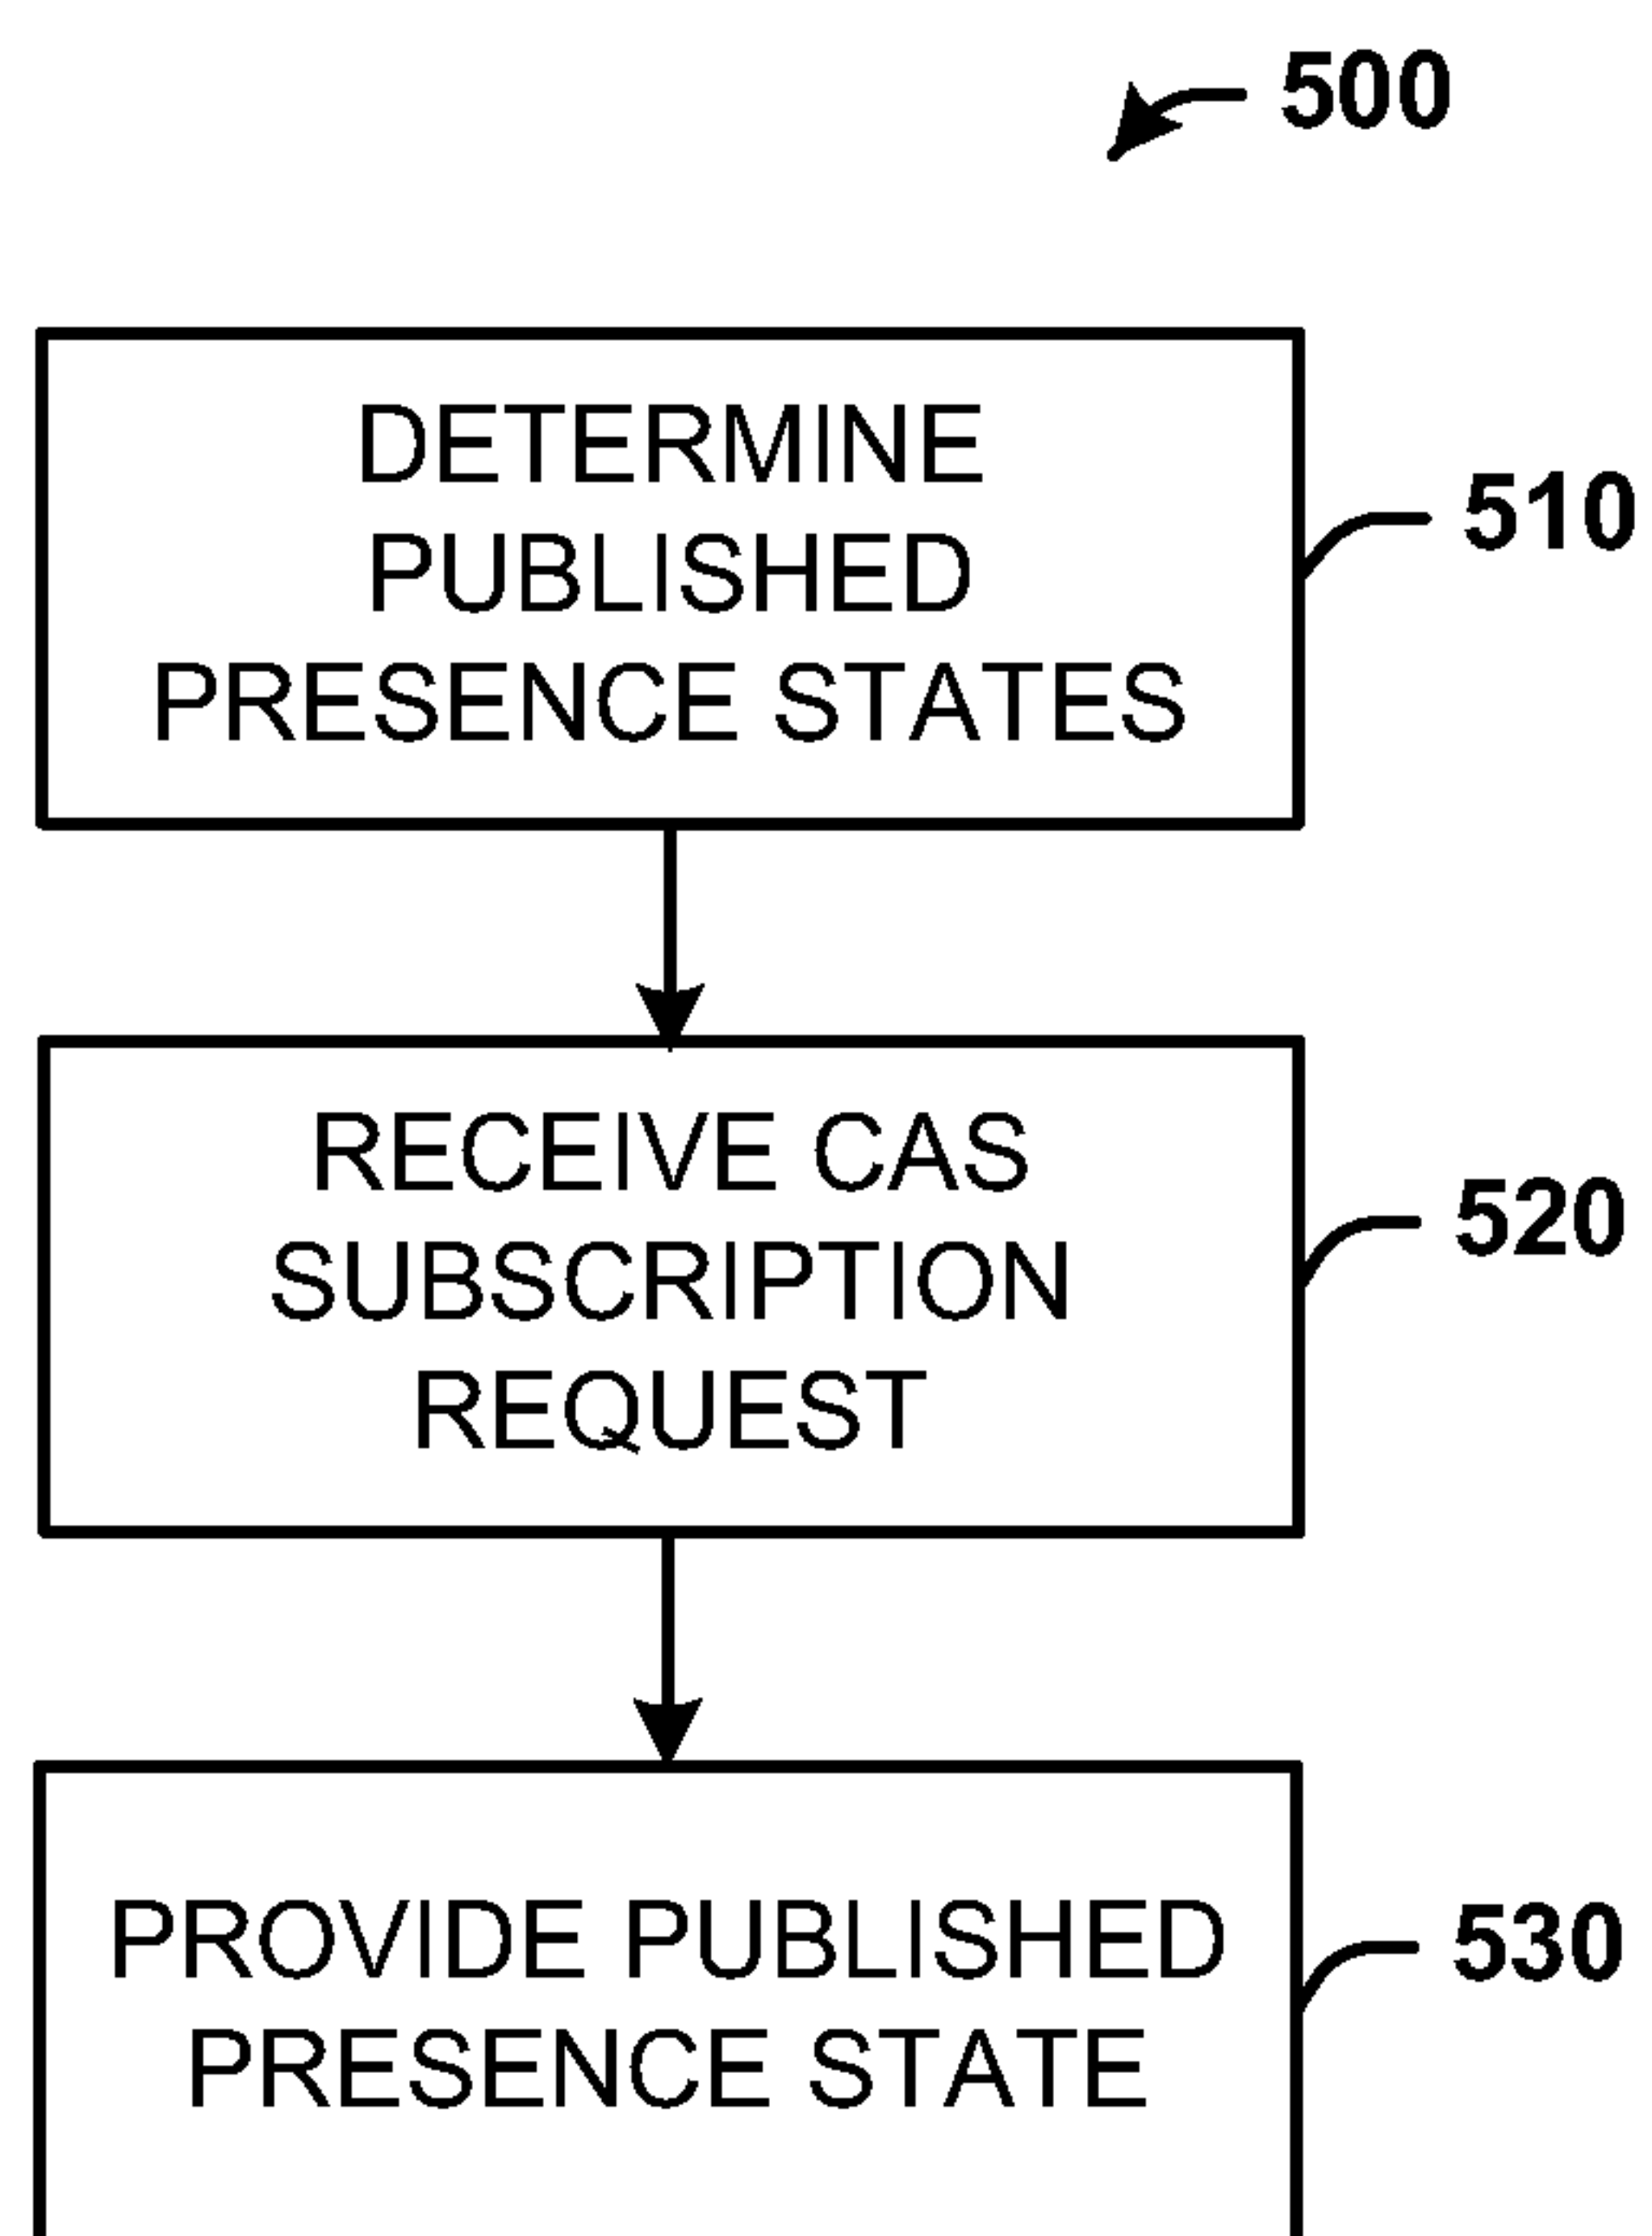 500
DETERMINE
PUBLISHED
PRESENCE STATES
510
RECEIVE CAS
SUBSCRIPTION
REQUEST
520
PROVIDE PUBLISHED
PRESENCE STATE
530